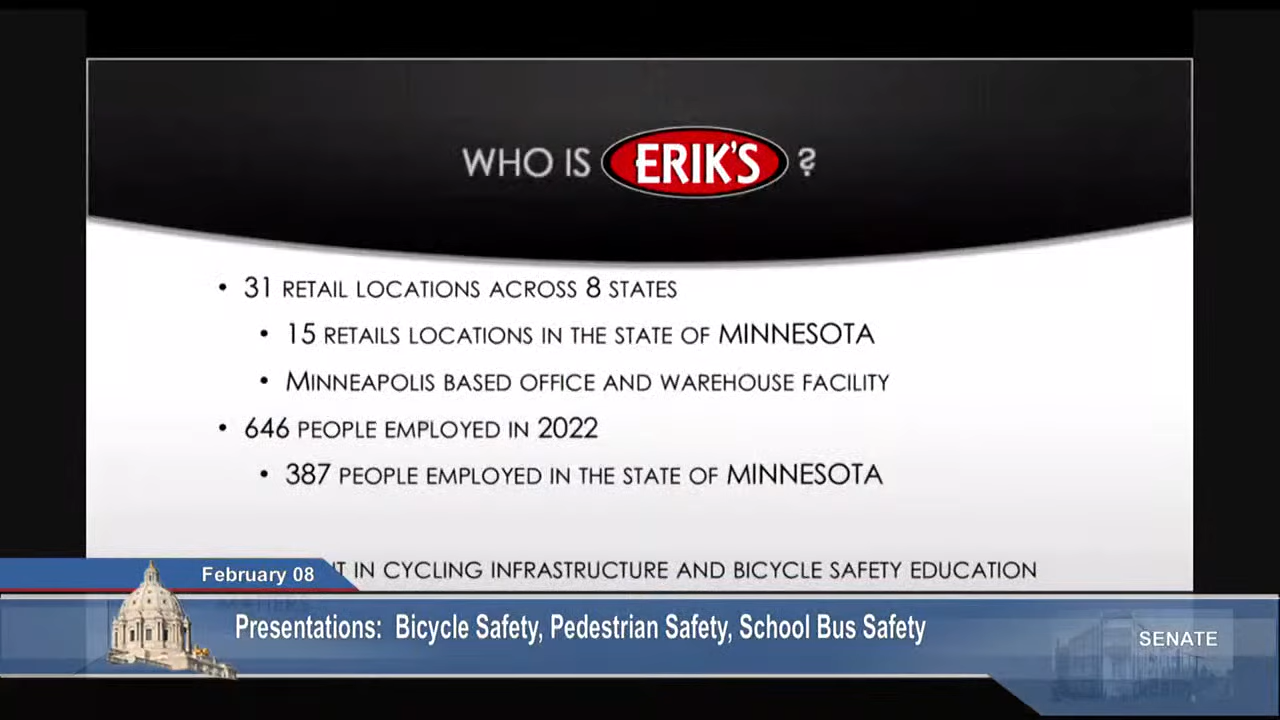 WHO IS ERIK'S ?
• 31 RETAIL LOCATIONS ACROSS 8 STATES
• 15 RETAILS LOCATIONS IN THE STATE OF MINNESOTA
• MINNEAPOLIS BASED OFFICE AND WAREHOUSE FACILITY
• 646 PEOPLE EMPLOYED IN 2022
• 387 PEOPLE EMPLOYED IN THE STATE OF MINNESOTA
IN CYCLING INFRASTRUCTURE AND BICYCLE SAFETY EDUCATION
February 08
Presentations: Bicycle Safety, Pedestrian Safety, School Bus Safety
SENATE